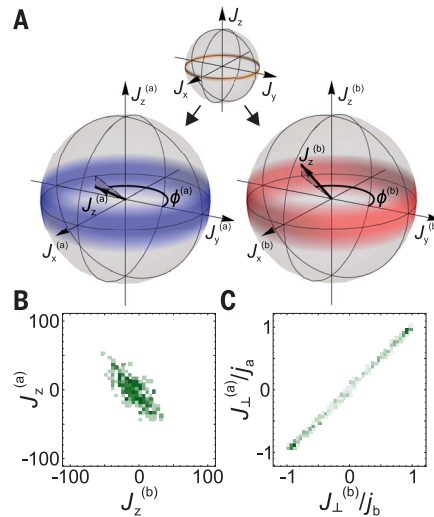 A
J_z
J_x
J_y
J_z^(a)
J_z^(a)
ϕ^(a)
J_x^(a)
J_y^(a)
J_z^(b)
J_z^(b)
ϕ^(b)
J_x^(b)
J_y^(b)
B
100
0
-100
J_z^(a)
-100
0
100
J_z^(b)
C
1
0
-1
J_⊥^(a)/j_a
-1
0
1
J_⊥^(b)/j_b